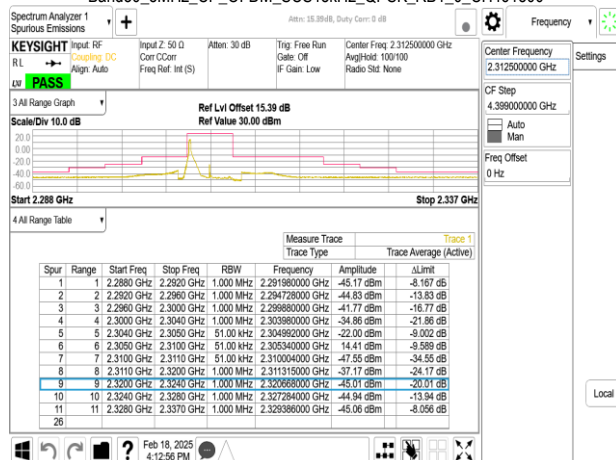 Spectrum Analyzer 1
Spurious Emissions
Attn: 15.39dB, Duty Corr: 0 dB
Frequency
KEYSIGHT
RL
PASS
Input: RF
Coupling: DC
Align: Auto
Input Z: 50 Ω
Corr CCorr
Freq Ref: Int (S)
Atten: 30 dB
Trig: Free Run
Gate: Off
IF Gain: Low
Center Freq: 2.312500000 GHz
Avg|Hold: 100/100
Radio Std: None
Center Frequency
2.312500000 GHz
Settings
CF Step
4.399000000 GHz
Auto
Man
Freq Offset
0 Hz
3 All Range Graph
Scale/Div 10.0 dB
Ref Lvl Offset 15.39 dB
Ref Value 30.00 dBm
20.0
0.00
-20.0
-40.0
-60.0
Start 2.288 GHz
Stop 2.337 GHz
4 All Range Table
Measure Trace Trace 1
Trace Type Trace Average (Active)
Spur Range Start Freq Stop Freq RBW Frequency Amplitude ΔLimit
1 1 2.2880 GHz 2.2920 GHz 1.000 MHz 2.291980000 GHz -45.17 dBm -8.167 dB
2 2 2.2920 GHz 2.2960 GHz 1.000 MHz 2.294728000 GHz -44.83 dBm -13.83 dB
3 3 2.2960 GHz 2.3000 GHz 1.000 MHz 2.299880000 GHz -41.77 dBm -16.77 dB
4 4 2.3000 GHz 2.3040 GHz 1.000 MHz 2.303980000 GHz -34.86 dBm -21.86 dB
5 5 2.3040 GHz 2.3050 GHz 51.00 kHz 2.304992000 GHz -22.00 dBm -9.002 dB
6 6 2.3050 GHz 2.3100 GHz 51.00 kHz 2.305340000 GHz 14.41 dBm -9.589 dB
7 7 2.3100 GHz 2.3110 GHz 51.00 kHz 2.310004000 GHz -47.55 dBm -34.55 dB
8 8 2.3110 GHz 2.3200 GHz 1.000 MHz 2.311315000 GHz -37.17 dBm -24.17 dB
9 9 2.3200 GHz 2.3240 GHz 1.000 MHz 2.320668000 GHz -45.01 dBm -20.01 dB
10 10 2.3240 GHz 2.3280 GHz 1.000 MHz 2.327284000 GHz -44.94 dBm -13.94 dB
11 11 2.3280 GHz 2.3370 GHz 1.000 MHz 2.329386000 GHz -45.06 dBm -8.056 dB
26
Local
Feb 18, 2025
4:12:56 PM